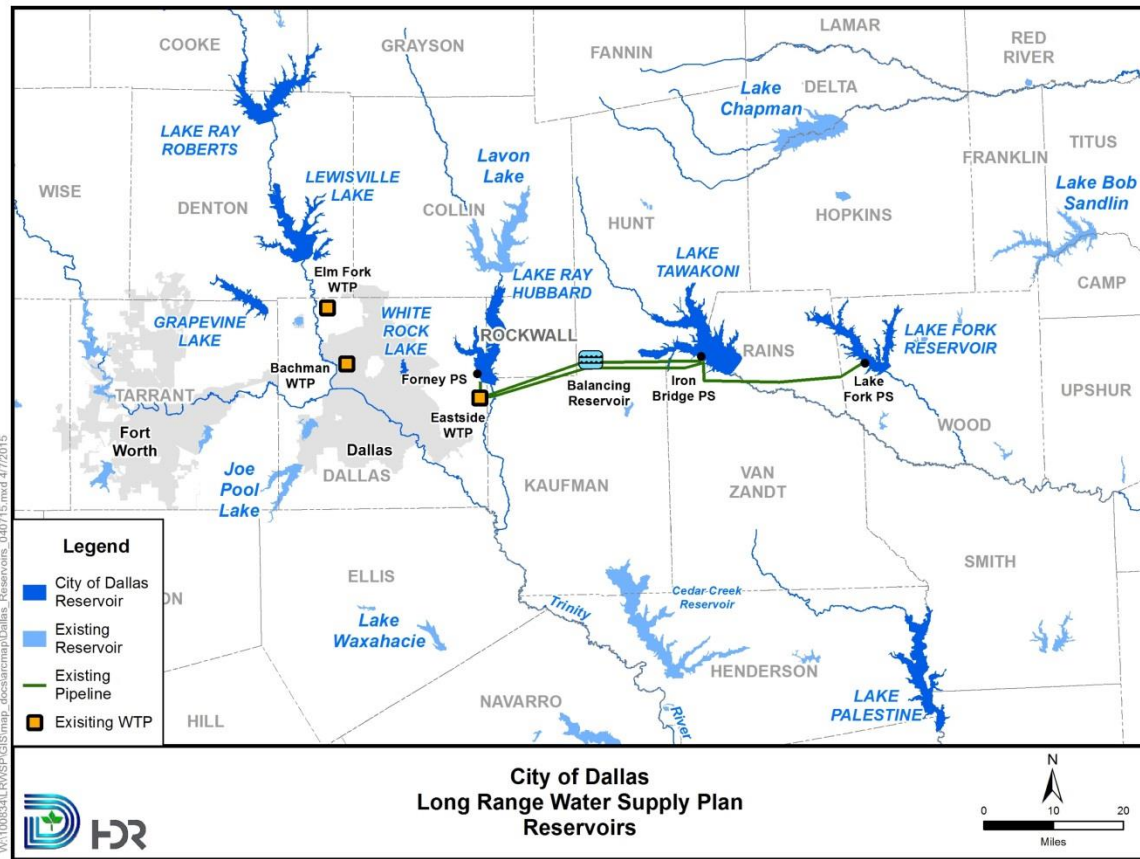 COOKE
GRAYSON
FANNIN
LAMAR
RED
RIVER
DELTA
Lake
Chapman
LAKE RAY
ROBERTS
Lavon
Lake
TITUS
FRANKLIN
WISE
LEWISVILLE
LAKE
Lake Bob
Sandlin
DENTON
COLLIN
HOPKINS
HUNT
LAKE
TAWAKONI
CAMP
Elm Fork
WTP
LAKE RAY
HUBBARD
GRAPEVINE
LAKE
WHITE
ROCK
LAKE
ROCKWALL
RAINS
LAKE FORK
RESERVOIR
Bachman
WTP
Forney PS
Balancing
Reservoir
Iron
Bridge PS
Lake
Fork PS
UPSHUR
TARRANT
Eastside
WTP
WOOD
Fort
Worth
Dallas
Joe
Pool
Lake
DALLAS
KAUFMAN
VAN
ZANDT
SMITH
ELLIS
Lake
Waxahacie
Trinity
River
Cedar Creek
Reservoir
HENDERSON
NAVARRO
LAKE
PALESTINE
HILL
ON
Legend
City of Dallas
Reservoir
Existing
Reservoir
Existing
Pipeline
Exisiting WTP
City of Dallas
Long Range Water Supply Plan
Reservoirs
HDR
N
0 10 20
Miles